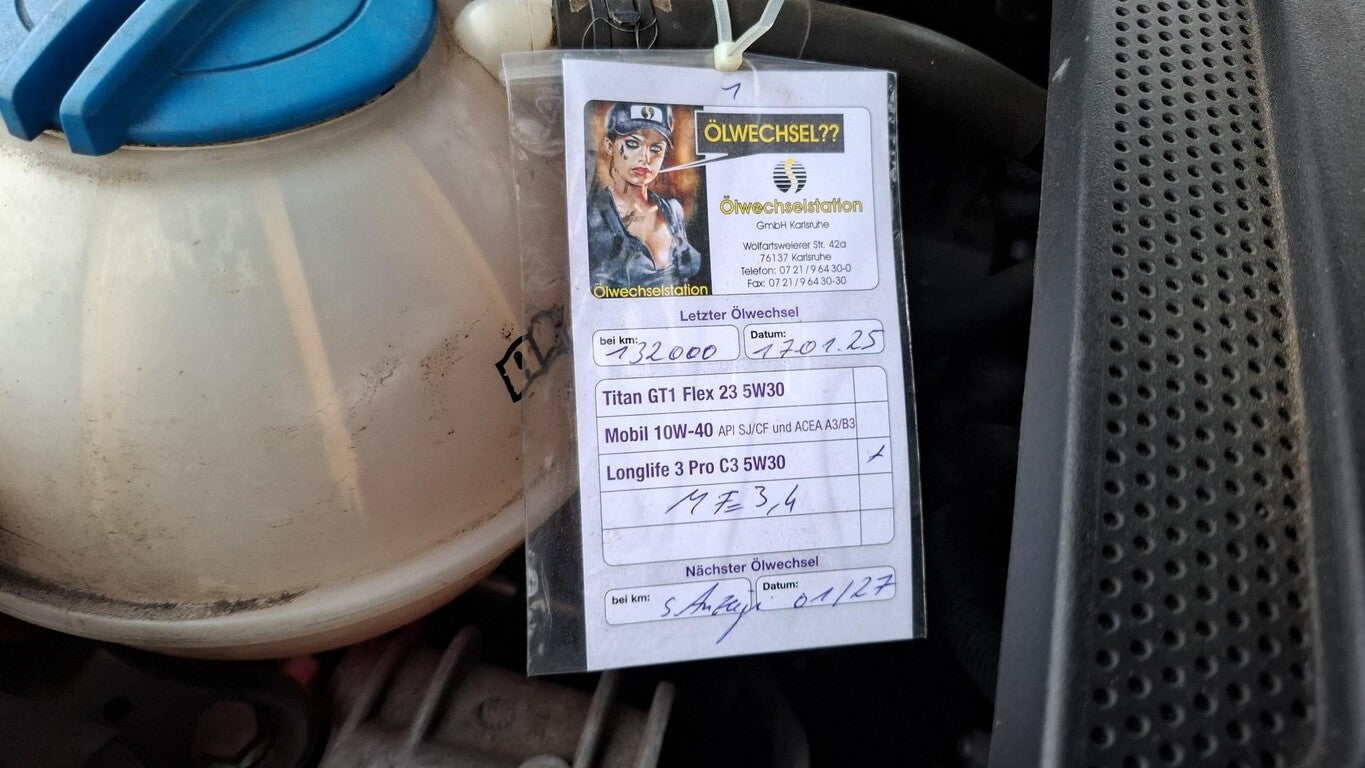 1
ÖLWECHSEL??
Ölwechselstation
GmbH Karlsruhe
Wolfartsweierer Str. 42a
76137 Karlsruhe
Telefon: 07 21 / 9 64 30-0
Fax: 07 21 / 9 64 30-30
Ölwechselstation
Letzter Ölwechsel
bei km: 132000 Datum: 17.01.25
Titan GT1 Flex 23 5W30
Mobil 10W-40 API SJ/CF und ACEA A3/B3
Longlife 3 Pro C3 5W30 x
MF= 3,4
Nächster Ölwechsel
bei km: s. Anzeige Datum: 01/27